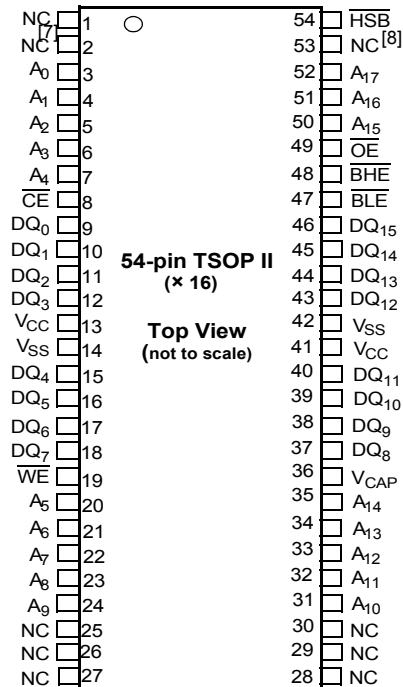 NC 1 54 H̅S̅B̅
[7] NC 2 53 NC[8]
A0 3 52 A17
A1 4 51 A16
A2 5 50 A15
A3 6 49 O̅E̅
A4 7 48 B̅H̅E̅
C̅E̅ 8 47 B̅L̅E̅
DQ0 9 46 DQ15
DQ1 10 45 DQ14
DQ2 11 44 DQ13
DQ3 12 43 DQ12
VCC 13 42 VSS
VSS 14 41 VCC
DQ4 15 40 DQ11
DQ5 16 39 DQ10
DQ6 17 38 DQ9
DQ7 18 37 DQ8
W̅E̅ 19 36 VCAP
A5 20 35 A14
A6 21 34 A13
A7 22 33 A12
A8 23 32 A11
A9 24 31 A10
NC 25 30 NC
NC 26 29 NC
NC 27 28 NC
54-pin TSOP II
(× 16)
Top View
(not to scale)